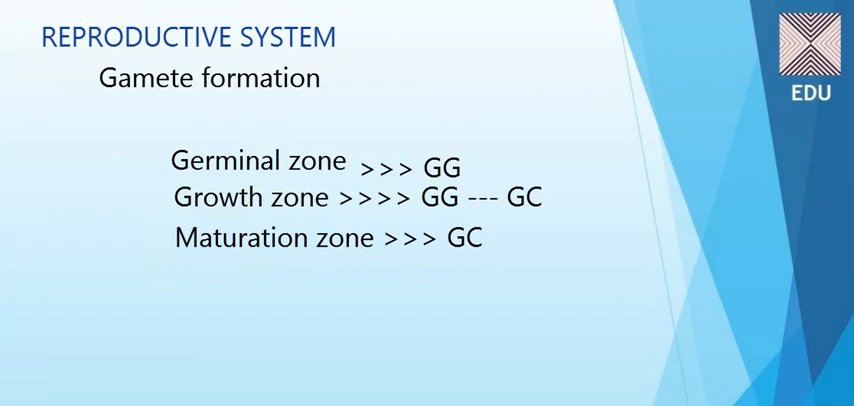 REPRODUCTIVE SYSTEM
EDU
Gamete formation
Germinal zone >>> GG
Growth zone >>>> GG --- GC
Maturation zone >>> GC